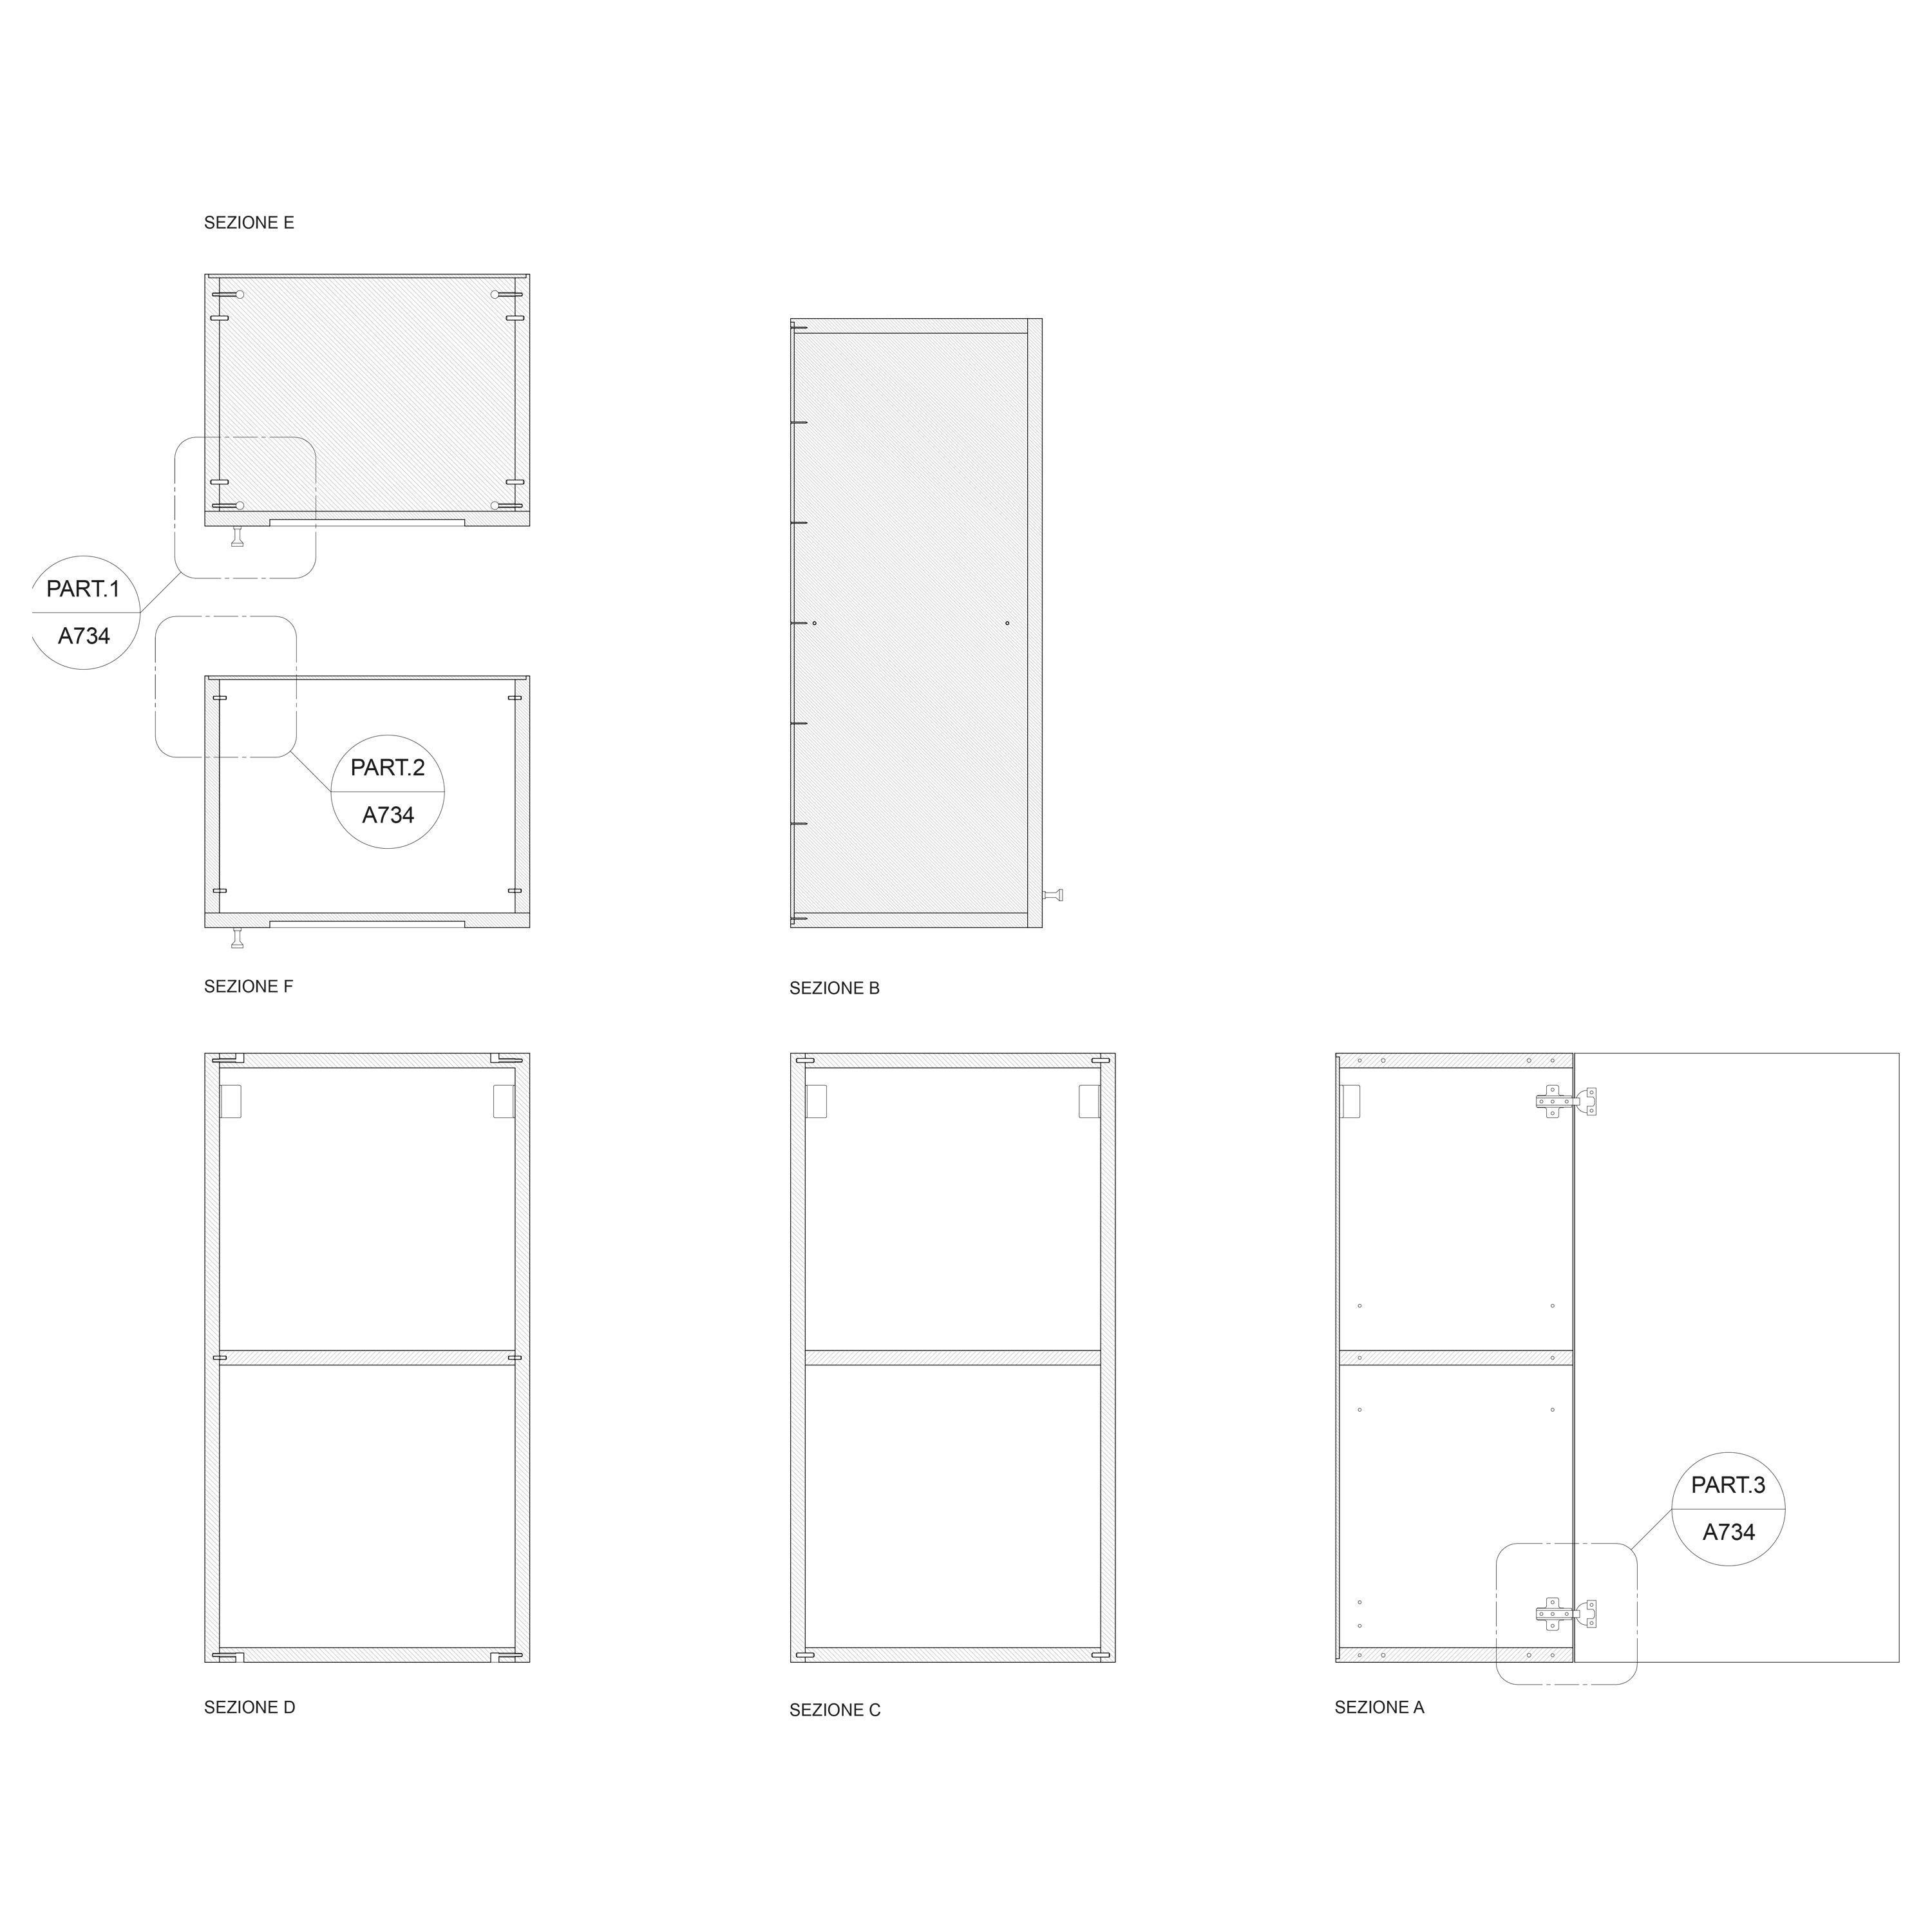 SEZIONE E
PART.1
A734
PART.2
A734
SEZIONE F
SEZIONE B
PART.3
A734
SEZIONE D
SEZIONE C
SEZIONE A